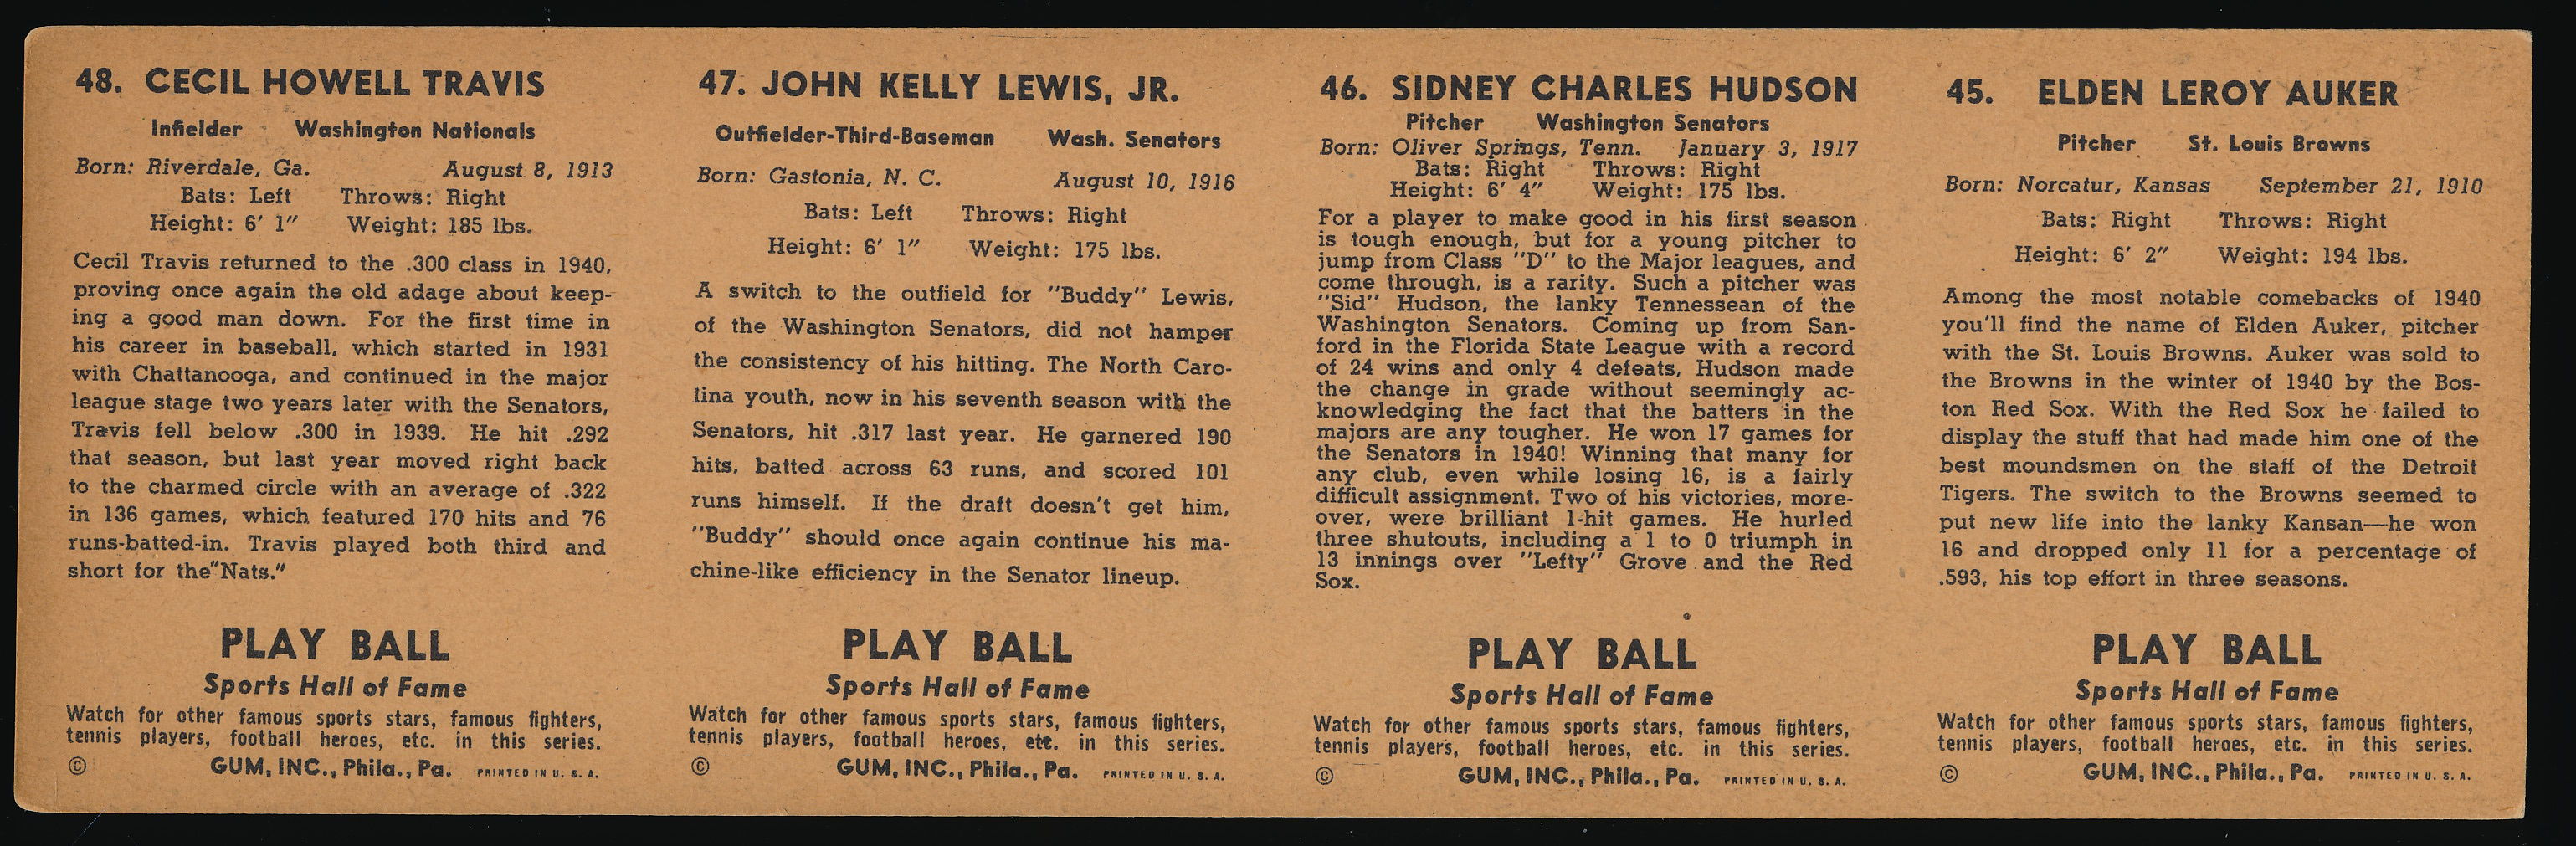 48. CECIL HOWELL TRAVIS
Infielder Washington Nationals
Born: Riverdale, Ga. August 8, 1913
Bats: Left Throws: Right
Height: 6' 1" Weight: 185 lbs.
Cecil Travis returned to the .300 class in 1940,
proving once again the old adage about keep-
ing a good man down. For the first time in
his career in baseball, which started in 1931
with Chattanooga, and continued in the major
league stage two years later with the Senators,
Travis fell below .300 in 1939. He hit .292
that season, but last year moved right back
to the charmed circle with an average of .322
in 136 games, which featured 170 hits and 76
runs-batted-in. Travis played both third and
short for the "Nats."
PLAY BALL
Sports Hall of Fame
Watch for other famous sports stars, famous fighters,
tennis players, football heroes, etc. in this series.
© GUM, INC., Phila., Pa. PRINTED IN U. S. A.
47. JOHN KELLY LEWIS, JR.
Outfielder-Third-Baseman Wash. Senators
Born: Gastonia, N. C. August 10, 1916
Bats: Left Throws: Right
Height: 6' 1" Weight: 175 lbs.
A switch to the outfield for "Buddy" Lewis,
of the Washington Senators, did not hamper
the consistency of his hitting. The North Caro-
lina youth, now in his seventh season with the
Senators, hit .317 last year. He garnered 190
hits, batted across 63 runs, and scored 101
runs himself. If the draft doesn't get him,
"Buddy" should once again continue his ma-
chine-like efficiency in the Senator lineup.
PLAY BALL
Sports Hall of Fame
Watch for other famous sports stars, famous fighters,
tennis players, football heroes, etc. in this series.
© GUM, INC., Phila., Pa. PRINTED IN U. S. A.
46. SIDNEY CHARLES HUDSON
Pitcher Washington Senators
Born: Oliver Springs, Tenn. January 3, 1917
Bats: Right Throws: Right
Height: 6' 4" Weight: 175 lbs.
For a player to make good in his first season
is tough enough, but for a young pitcher to
jump from Class "D" to the Major leagues, and
come through, is a rarity. Such a pitcher was
"Sid" Hudson, the lanky Tennessean of the
Washington Senators. Coming up from San-
ford in the Florida State League with a record
of 24 wins and only 4 defeats, Hudson made
the change in grade without seemingly ac-
knowledging the fact that the batters in the
majors are any tougher. He won 17 games for
the Senators in 1940! Winning that many for
any club, even while losing 16, is a fairly
difficult assignment. Two of his victories, more-
over, were brilliant 1-hit games. He hurled
three shutouts, including a 1 to 0 triumph in
13 innings over "Lefty" Grove and the Red
Sox.
PLAY BALL
Sports Hall of Fame
Watch for other famous sports stars, famous fighters,
tennis players, football heroes, etc. in this series.
© GUM, INC., Phila., Pa. PRINTED IN U. S. A.
45. ELDEN LEROY AUKER
Pitcher St. Louis Browns
Born: Norcatur, Kansas September 21, 1910
Bats: Right Throws: Right
Height: 6' 2" Weight: 194 lbs.
Among the most notable comebacks of 1940
you'll find the name of Elden Auker, pitcher
with the St. Louis Browns. Auker was sold to
the Browns in the winter of 1940 by the Bos-
ton Red Sox. With the Red Sox he failed to
display the stuff that had made him one of the
best moundsmen on the staff of the Detroit
Tigers. The switch to the Browns seemed to
put new life into the lanky Kansan—he won
16 and dropped only 11 for a percentage of
.593, his top effort in three seasons.
PLAY BALL
Sports Hall of Fame
Watch for other famous sports stars, famous fighters,
tennis players, football heroes, etc. in this series.
© GUM, INC., Phila., Pa. PRINTED IN U. S. A.